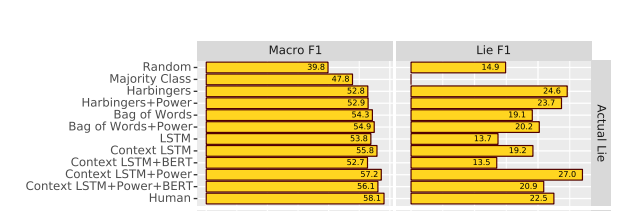 Macro F1 Lie F1
Random 39.8 14.9
Majority Class 47.8
Harbingers 52.8 24.6
Harbingers+Power 52.9 23.7
Bag of Words 54.3 19.1
Bag of Words+Power 54.9 20.2
LSTM 53.8 13.7
Context LSTM 55.8 19.2
Context LSTM+BERT 52.7 13.5
Context LSTM+Power 57.2 27.0
Context LSTM+Power+BERT 56.1 20.9
Human 58.1 22.5
Actual Lie